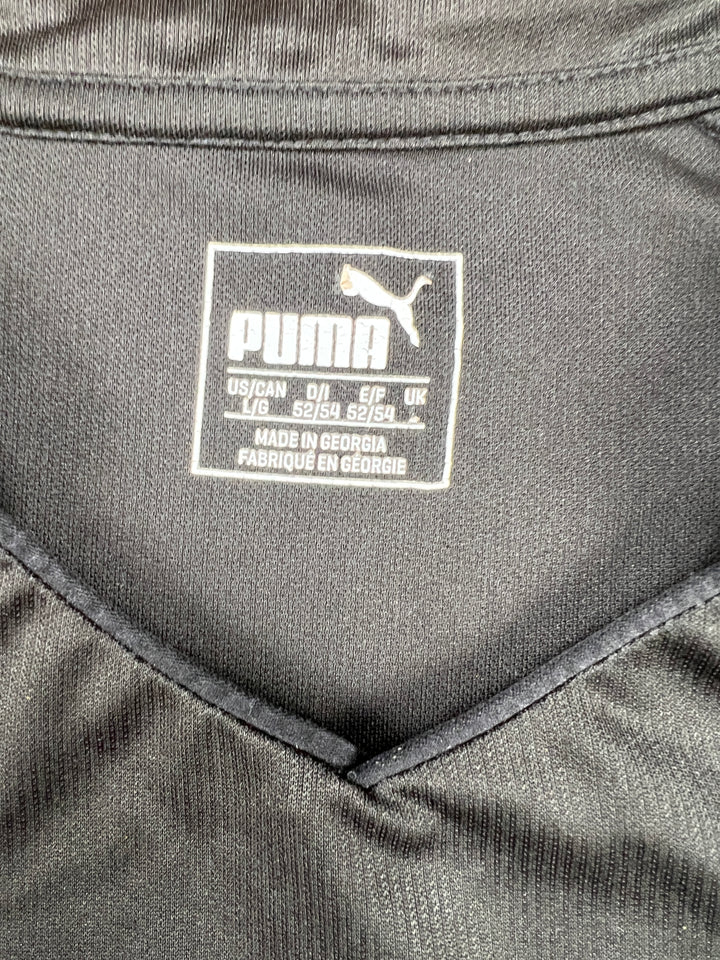 PUMA
US/CAN D/I E/F UK
L/G 52/54 52/54
MADE IN GEORGIA
FABRIQUÉ EN GÉORGIE